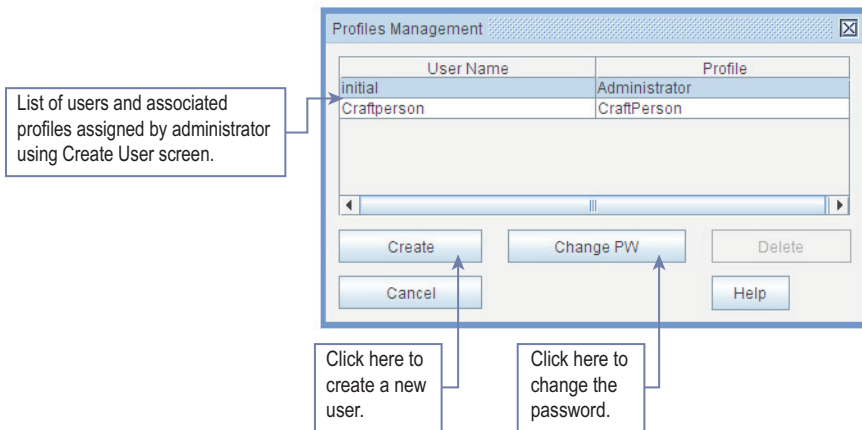 Profiles Management
User Name Profile
initial Administrator
Craftperson CraftPerson
List of users and associated
profiles assigned by administrator
using Create User screen.
Create Change PW Delete
Cancel Help
Click here to
create a new
user.
Click here to
change the
password.